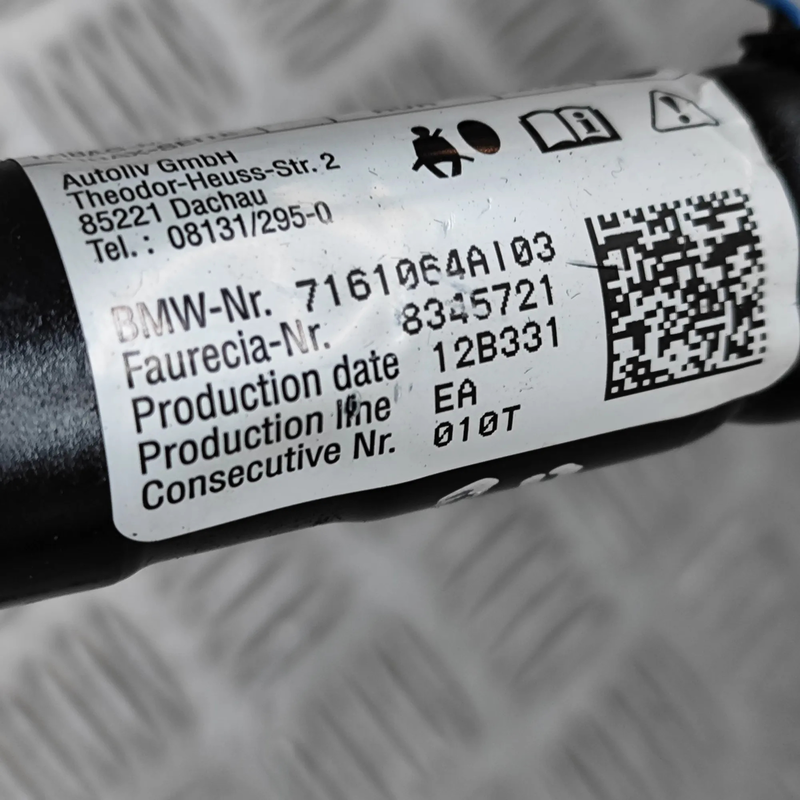 Autoliv GmbH
Theodor-Heuss-Str. 2
85221 Dachau
Tel.: 08131/295-0
BMW-Nr. 7161064AI03
Faurecia-Nr. 8345721
Production date 12B331
Production line EA
Consecutive Nr. 010T